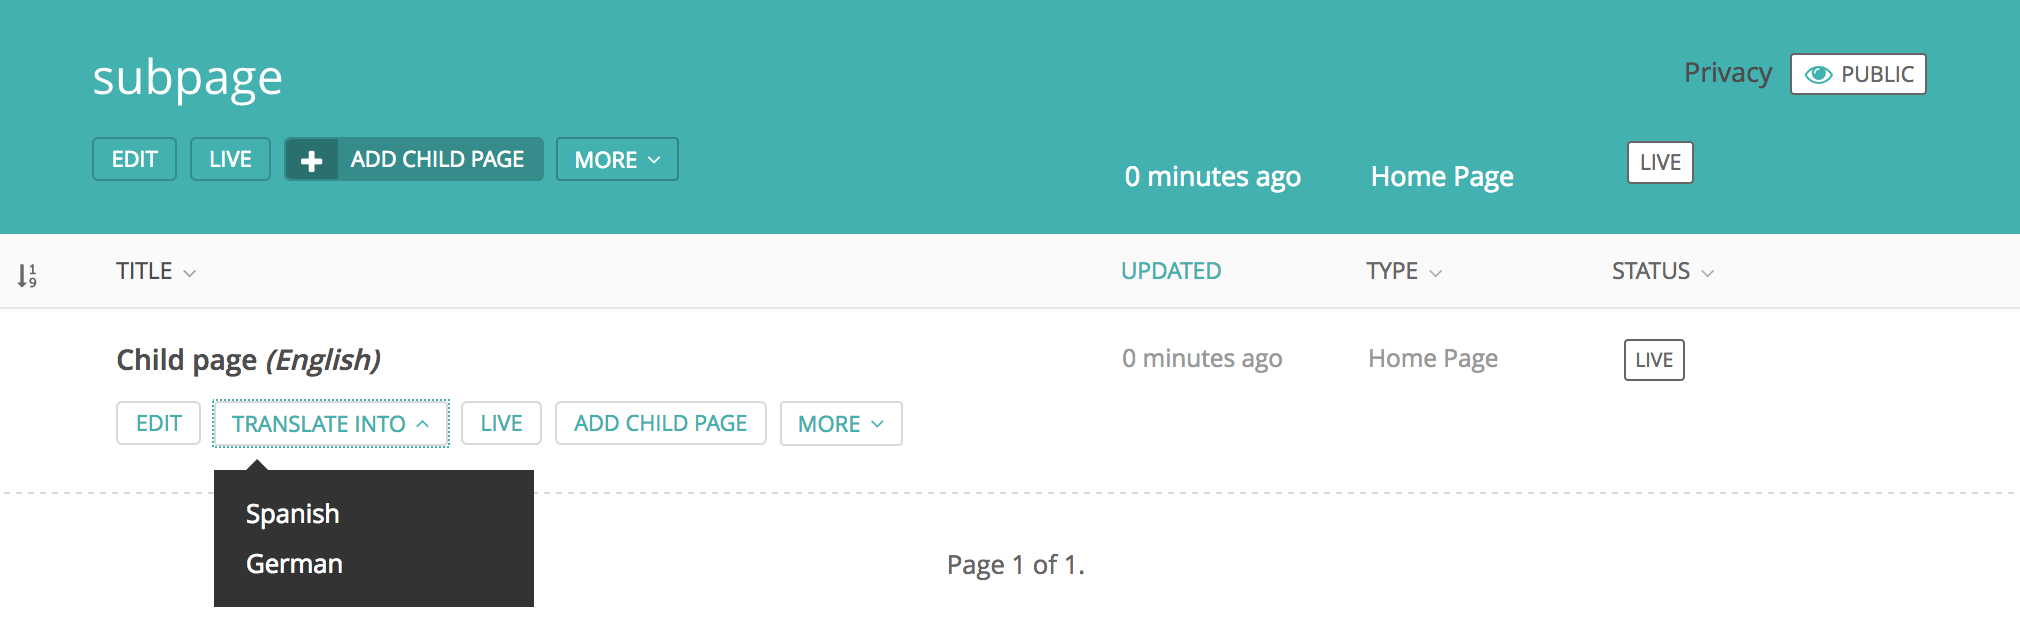 subpage
Privacy PUBLIC
EDIT LIVE ADD CHILD PAGE MORE
0 minutes ago Home Page LIVE
TITLE UPDATED TYPE STATUS
Child page (English) 0 minutes ago Home Page LIVE
EDIT TRANSLATE INTO LIVE ADD CHILD PAGE MORE
Spanish
German
Page 1 of 1.